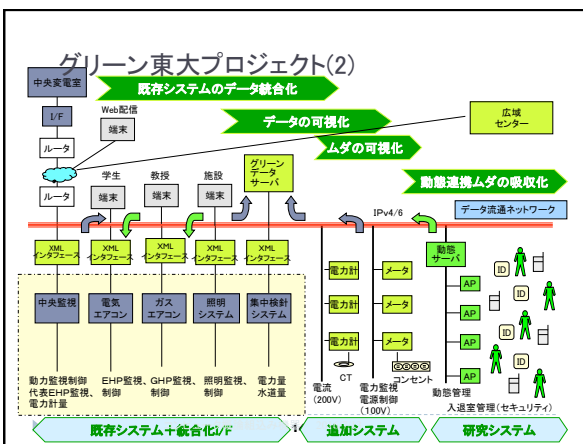 グリーン東大プロジェクト(2)
中央変電室
既存システムのデータ統合化
I/F
Web配信
端末
データの可視化
広域
センター
ルータ
ムダの可視化
グリーン
データ
サーバ
学生
教授
施設
ルータ
端末
端末
端末
動態連携ムダの吸収化
IPv4/6
データ流通ネットワーク
XML
インタフェース
XML
インタフェース
XML
インタフェース
XML
インタフェース
XML
インタフェース
動態
サーバ
電力計
メータ
ID
AP
中央監視
電気
エアコン
ガス
エアコン
照明
システム
集中検針
システム
電力計
メータ
AP
ID
ID
AP
電力計
メータ
ID
AP
CT
コンセント
動力監視制御
代表EHP監視、
電力計量
EHP監視、
制御
GHP監視、
制御
照明監視、
制御
電力量
水道量
電流
(200V)
電力監視
電源制御
(100V)
動態管理
入退室管理(セキュリティ)
既存システム+統合化I/F
追加システム
研究システム